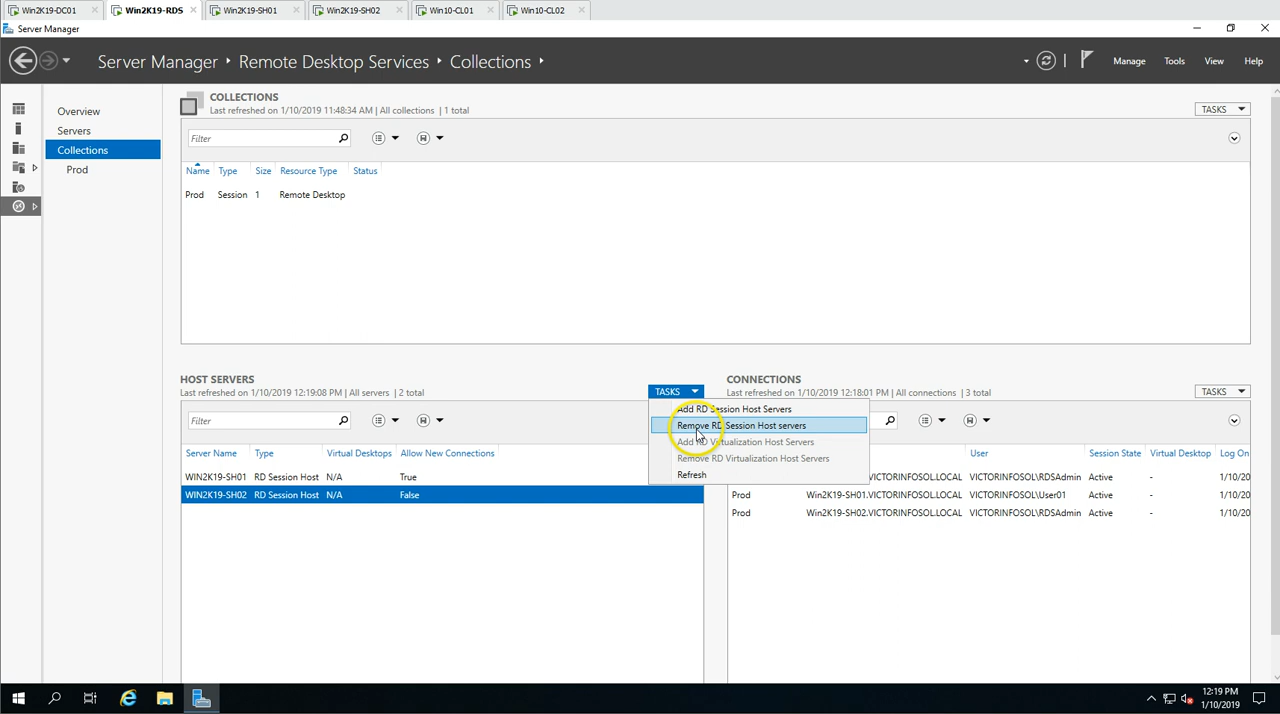 Win2K19-DC01 Win2K19-RDS Win2K19-SH01 Win2K19-SH02 Win10-CL01 Win10-CL02
Server Manager
Server Manager Remote Desktop Services Collections
Manage Tools View Help
Overview
Servers
Collections
Prod
COLLECTIONS
Last refreshed on 1/10/2019 11:48:34 AM | All collections | 1 total
TASKS
Filter
Name Type Size Resource Type Status
Prod Session 1 Remote Desktop
HOST SERVERS
Last refreshed on 1/10/2019 12:19:08 PM | All servers | 2 total
TASKS
Filter
Server Name Type Virtual Desktops Allow New Connections
WIN2K19-SH01 RD Session Host N/A True
WIN2K19-SH02 RD Session Host N/A False
Add RD Session Host Servers
Remove RD Session Host servers
Add RD Virtualization Host Servers
Remove RD Virtualization Host Servers
Refresh
CONNECTIONS
Last refreshed on 1/10/2019 12:18:01 PM | All connections | 3 total
TASKS
User Session State Virtual Desktop Log On
VICTORINFOSOL.LOCAL VICTORINFOSOL\RDSAdmin Active - 1/10/20
Prod Win2K19-SH01.VICTORINFOSOL.LOCAL VICTORINFOSOL\User01 Active - 1/10/20
Prod Win2K19-SH02.VICTORINFOSOL.LOCAL VICTORINFOSOL\RDSAdmin Active - 1/10/20
12:19 PM
1/10/2019